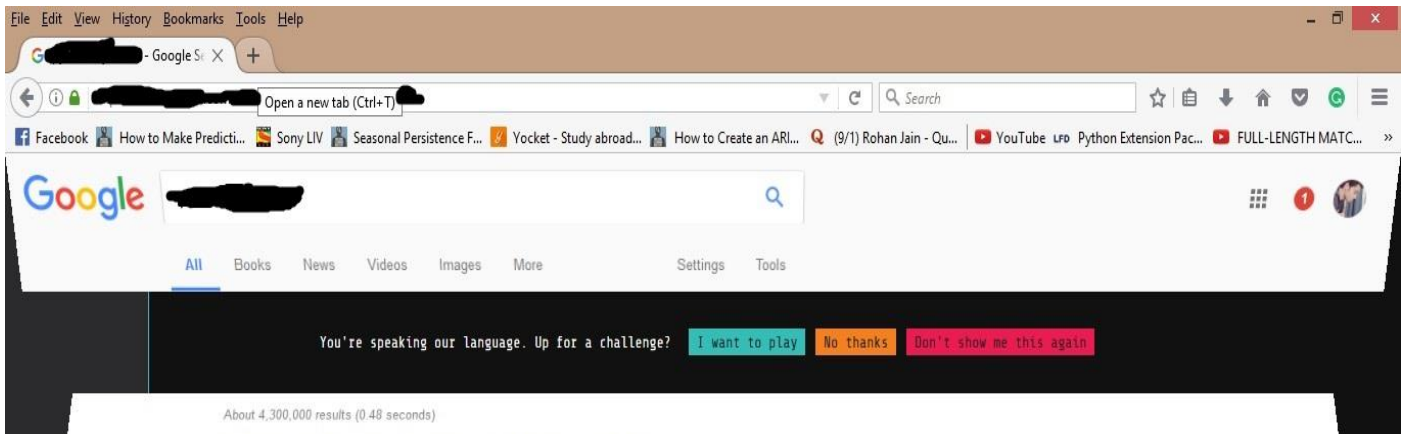 File Edit View History Bookmarks Tools Help
- Google Se
Open a new tab (Ctrl+T)
Search
Facebook How to Make Predicti... Sony LIV Seasonal Persistence F... Yocket - Study abroad... How to Create an ARI... (9/1) Rohan Jain - Qu... YouTube LFD Python Extension Pac... FULL-LENGTH MATC... »
Google
1
All Books News Videos Images More Settings Tools
You're speaking our language. Up for a challenge? I want to play No thanks Don't show me this again
About 4,300,000 results (0.48 seconds)